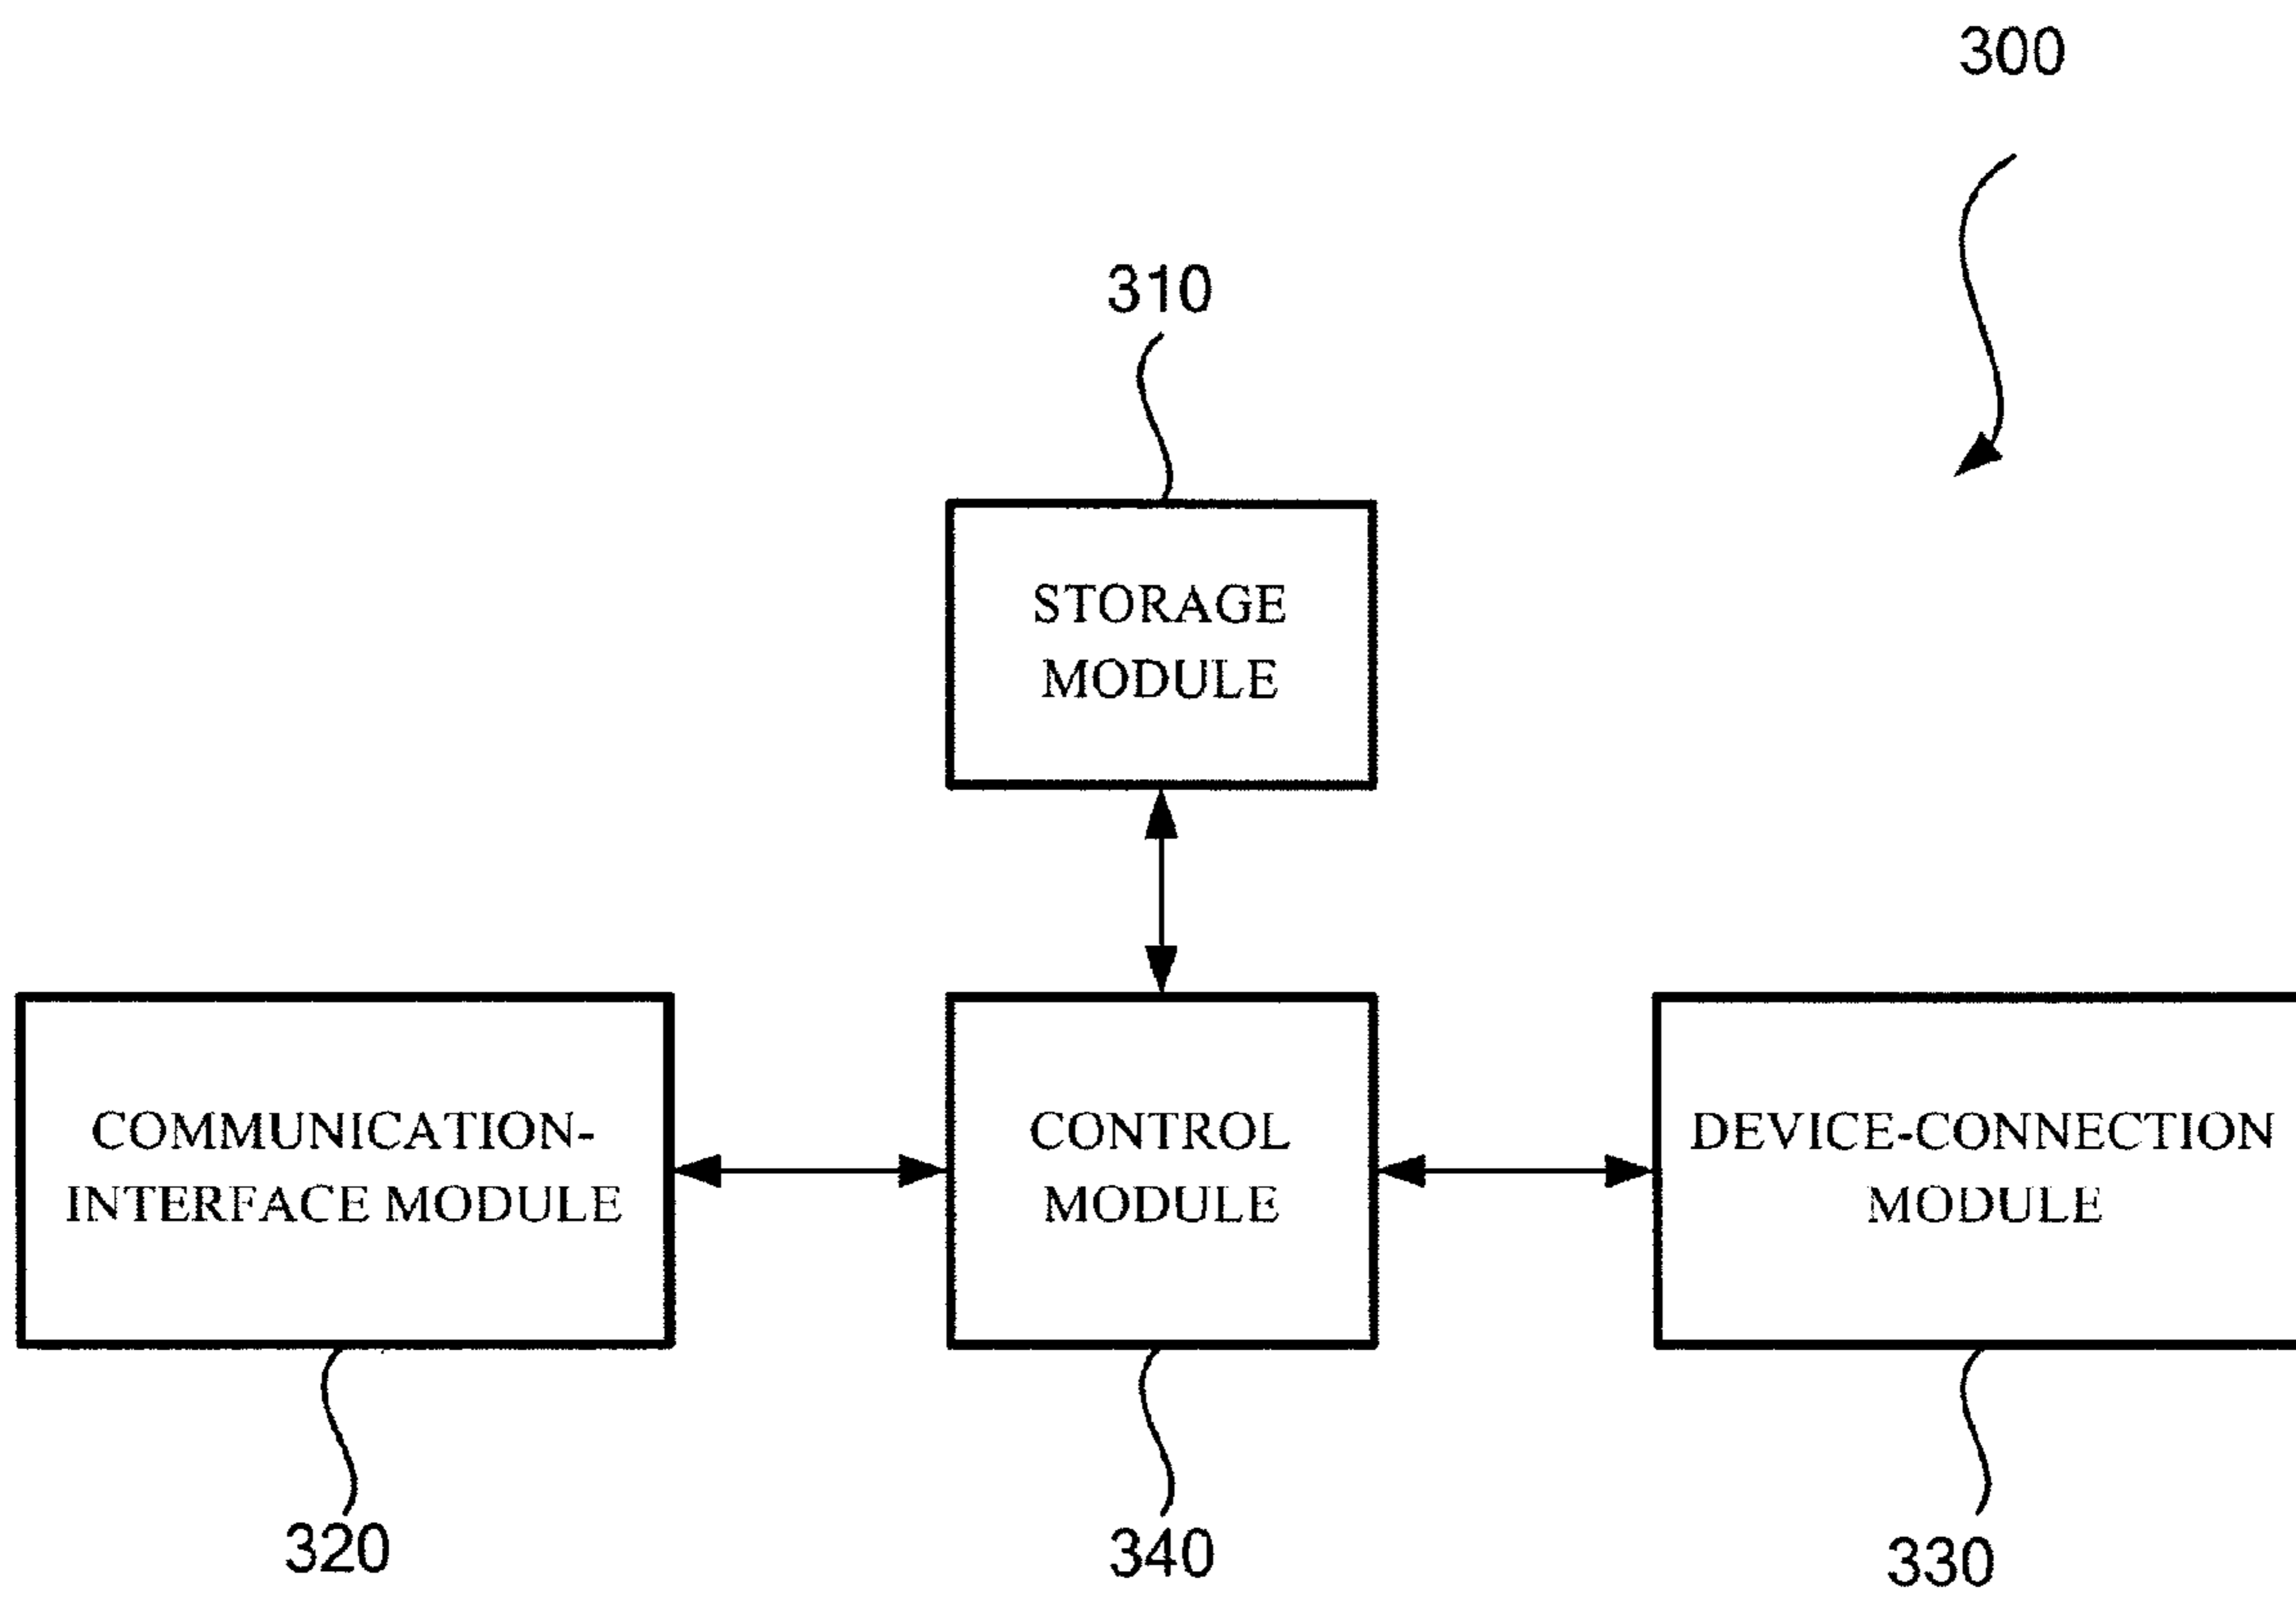 300
310
STORAGE
MODULE
COMMUNICATION-
INTERFACE MODULE
CONTROL
MODULE
DEVICE-CONNECTION
MODULE
320
340
330